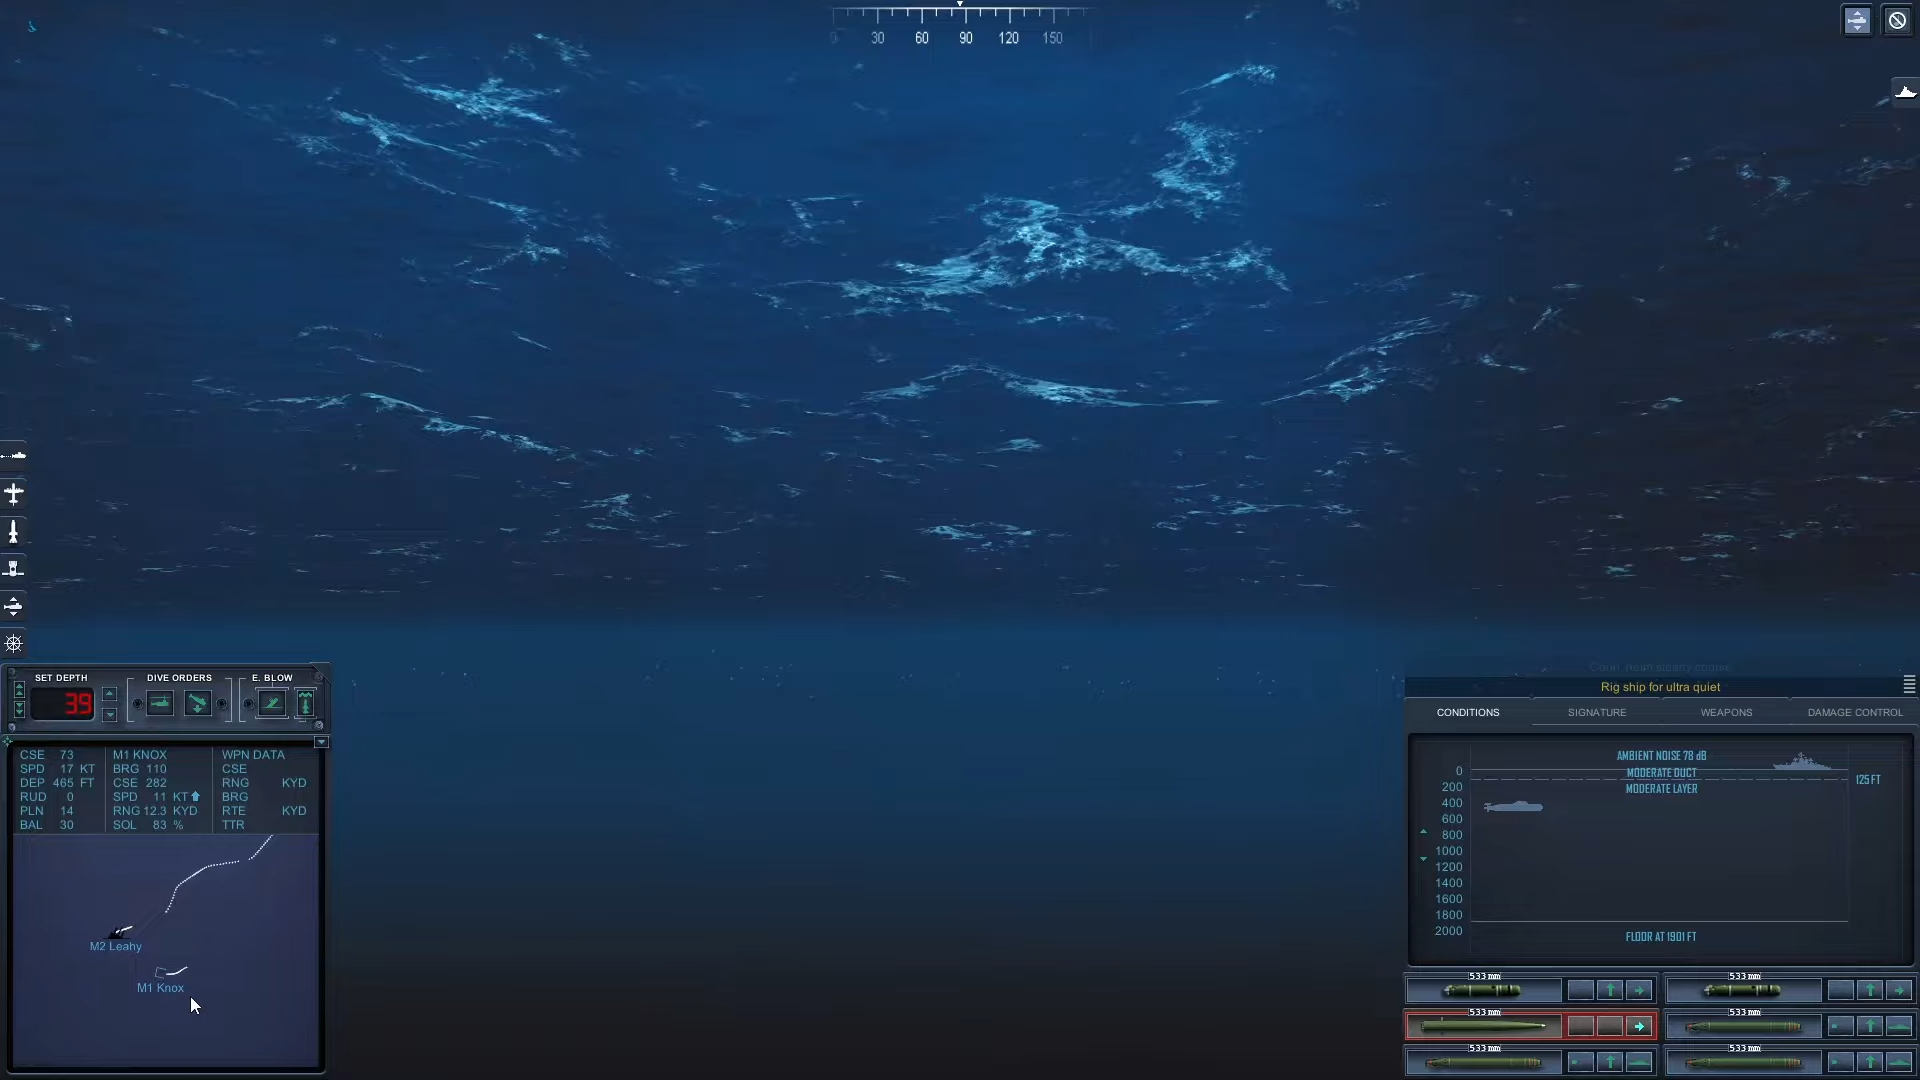 0 30 60 90 120 150
SET DEPTH DIVE ORDERS E. BLOW
39
CSE 73 M1 KNOX WPN DATA
SPD 17 KT BRG 110 CSE
DEP 465 FT CSE 282 RNG KYD
RUD 0 SPD 11 KT BRG
PLN 14 RNG 12.3 KYD RTE KYD
BAL 30 SOL 83 % TTR
M2 Leahy
M1 Knox
Conn, helm steady course
Rig ship for ultra quiet
CONDITIONS SIGNATURE WEAPONS DAMAGE CONTROL
AMBIENT NOISE 78 dB
0 MODERATE DUCT 125 FT
200 MODERATE LAYER
400
600
800
1000
1200
1400
1600
1800
2000 FLOOR AT 1901 FT
533 mm 533 mm
533 mm 533 mm
533 mm 533 mm